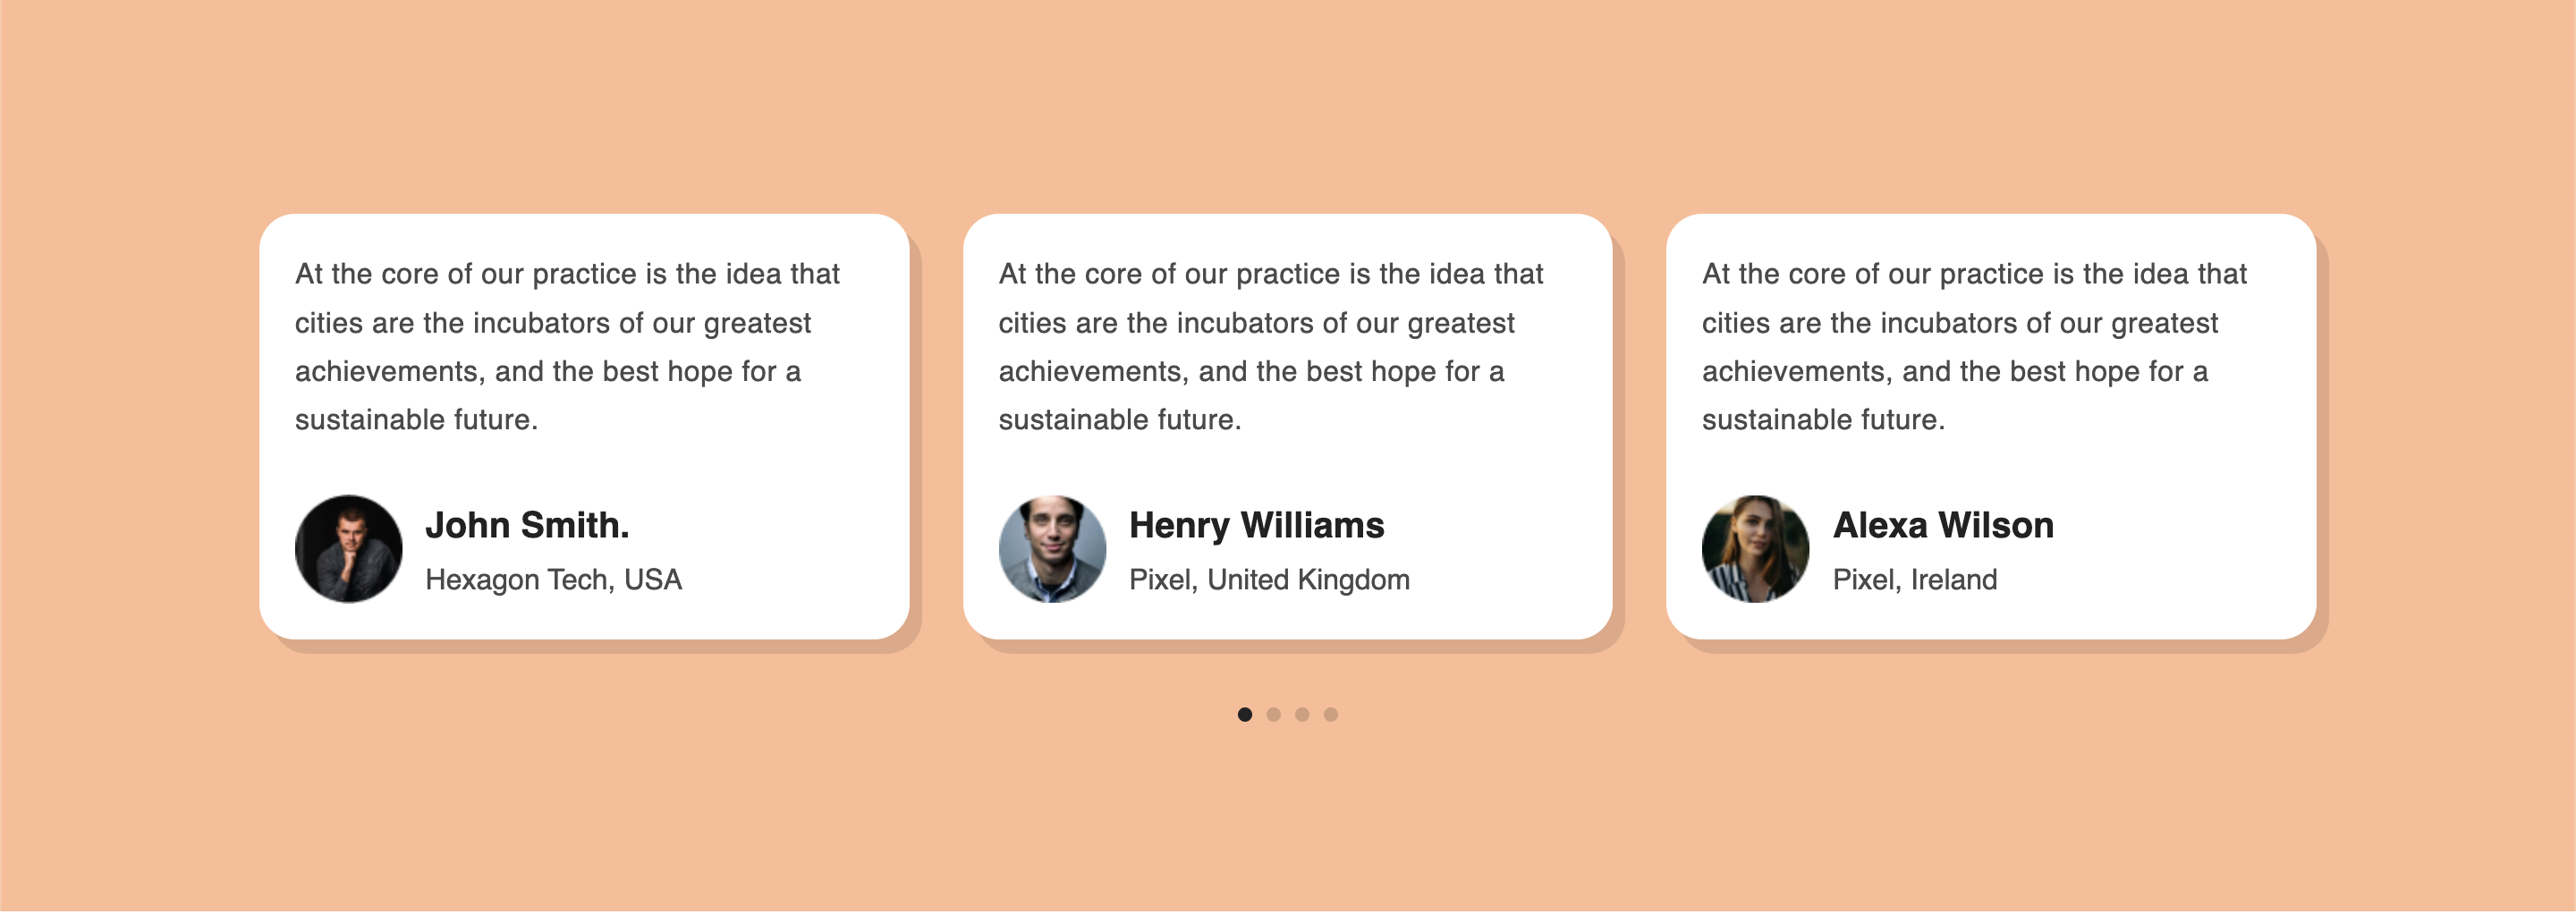 At the core of our practice is the idea that
cities are the incubators of our greatest
achievements, and the best hope for a
sustainable future.
John Smith.
Hexagon Tech, USA
At the core of our practice is the idea that
cities are the incubators of our greatest
achievements, and the best hope for a
sustainable future.
Henry Williams
Pixel, United Kingdom
At the core of our practice is the idea that
cities are the incubators of our greatest
achievements, and the best hope for a
sustainable future.
Alexa Wilson
Pixel, Ireland